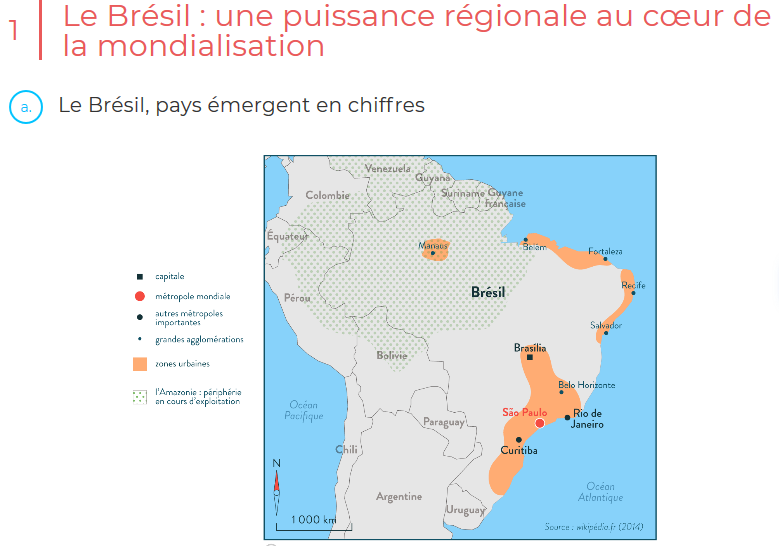 1
Le Brésil : une puissance régionale au cœur de
la mondialisation
a.
Le Brésil, pays émergent en chiffres
capitale
métropole mondiale
autres métropoles
importantes
grandes agglomérations
zones urbaines
l'Amazonie : périphérie
en cours d'exploitation
Venezuela
Guyana
Colombie
Suriname
Guyane
française
Équateur
Manaus
Belém
Fortaleza
Brésil
Recife
Pérou
Salvador
Brasília
Bolivie
Belo Horizonte
Océan
Pacifique
São Paulo
Rio de
Janeiro
Paraguay
Chili
Curitiba
N
O
Océan
Atlantique
Argentine
Uruguay
1 000 km
Source : wikipédia.fr (2014)